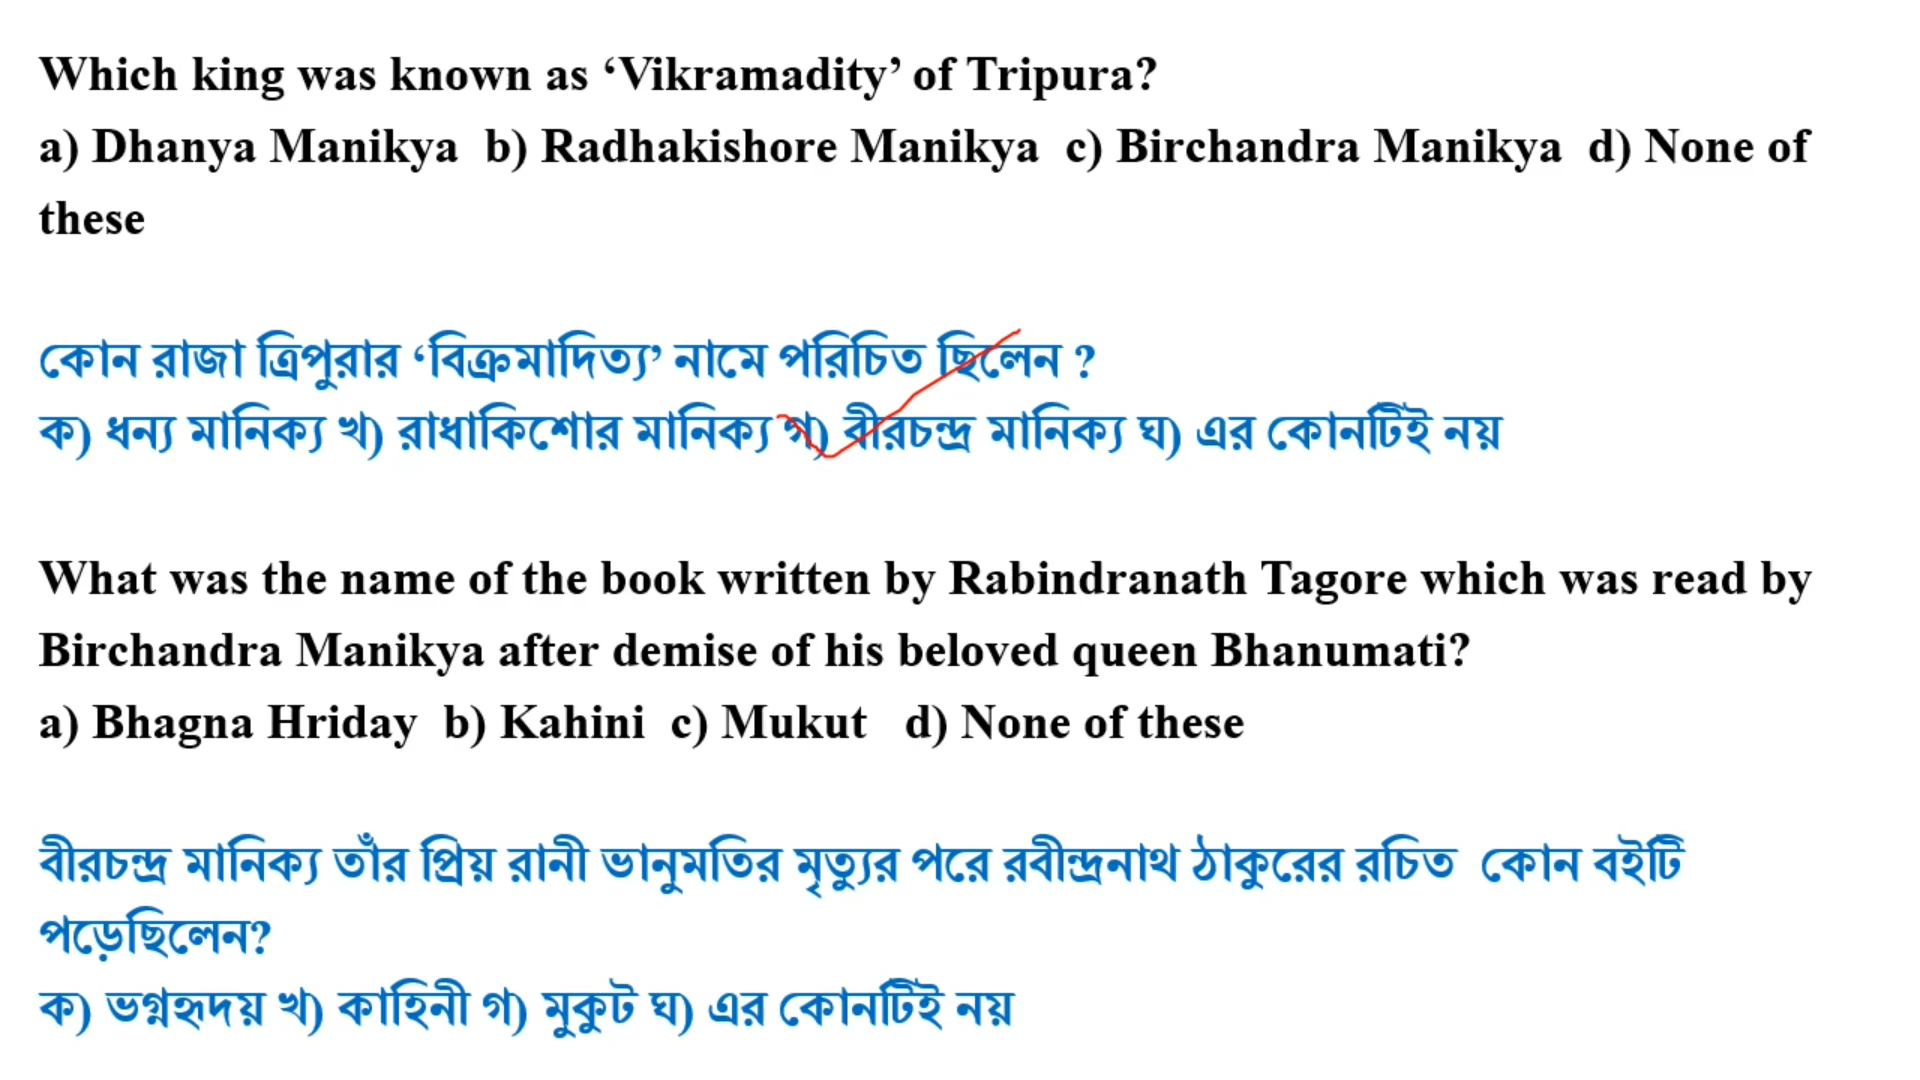 Which king was known as ‘Vikramadity’ of Tripura?
a) Dhanya Manikya b) Radhakishore Manikya c) Birchandra Manikya d) None of
these
কোন রাজা ত্রিপুরার ‘বিক্রমাদিত্য’ নামে পরিচিত ছিলেন ?
ক) ধন্য মানিক্য খ) রাধাকিশোর মানিক্য গ) বীরচন্দ্র মানিক্য ঘ) এর কোনটিই নয়
What was the name of the book written by Rabindranath Tagore which was read by
Birchandra Manikya after demise of his beloved queen Bhanumati?
a) Bhagna Hriday b) Kahini c) Mukut d) None of these
বীরচন্দ্র মানিক্য তাঁর প্রিয় রানী ভানুমতির মৃত্যুর পরে রবীন্দ্রনাথ ঠাকুরের রচিত কোন বইটি
পড়েছিলেন?
ক) ভগ্নহৃদয় খ) কাহিনী গ) মুকুট ঘ) এর কোনটিই নয়